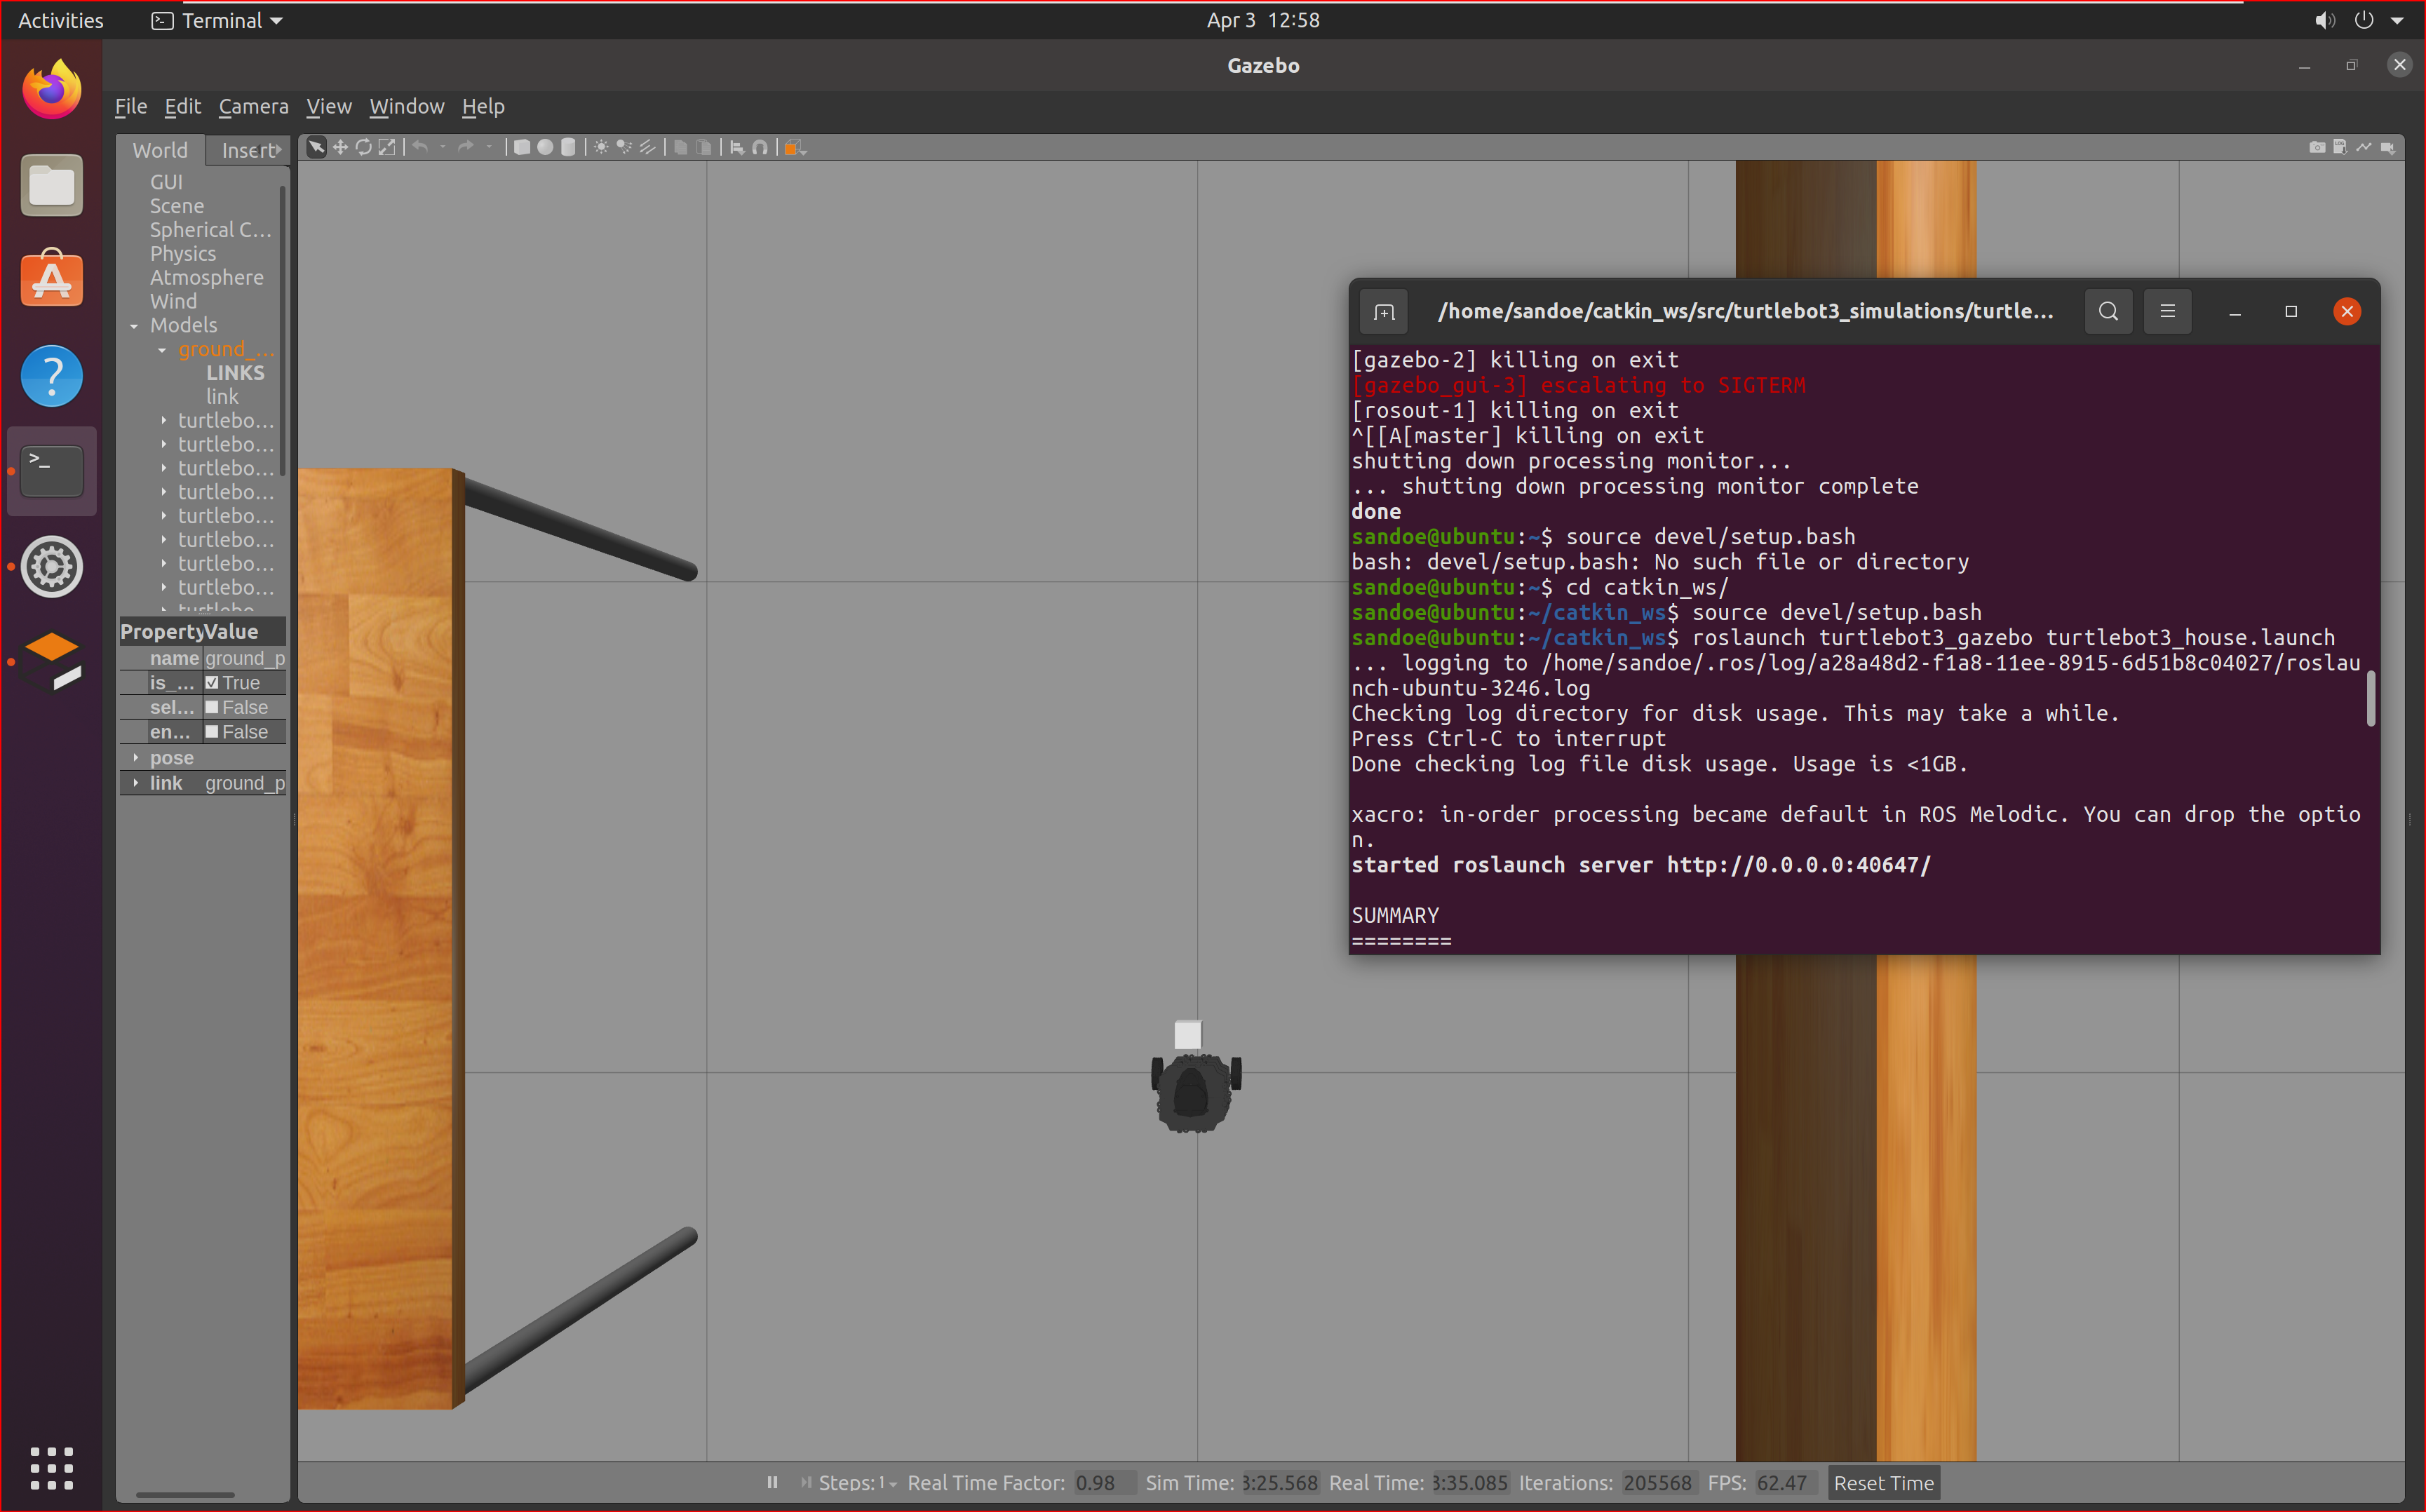 Activities
Terminal
Apr 3 12:58
Gazebo
File Edit Camera View Window Help
World Insert
GUI
Scene
Spherical C...
Physics
Atmosphere
Wind
Models
ground_...
LINKS
link
turtlebo...
turtlebo...
turtlebo...
turtlebo...
turtlebo...
turtlebo...
turtlebo...
turtlebo...
Property Value
name ground_p
is_... True
sel... False
en... False
pose
link ground_p
/home/sandoe/catkin_ws/src/turtlebot3_simulations/turtle...
[gazebo-2] killing on exit
[gazebo_gui-3] escalating to SIGTERM
[rosout-1] killing on exit
^[[A[master] killing on exit
shutting down processing monitor...
... shutting down processing monitor complete
done
sandoe@ubuntu:~$ source devel/setup.bash
bash: devel/setup.bash: No such file or directory
sandoe@ubuntu:~$ cd catkin_ws/
sandoe@ubuntu:~/catkin_ws$ source devel/setup.bash
sandoe@ubuntu:~/catkin_ws$ roslaunch turtlebot3_gazebo turtlebot3_house.launch
... logging to /home/sandoe/.ros/log/a28a48d2-f1a8-11ee-8915-6d51b8c04027/roslau
nch-ubuntu-3246.log
Checking log directory for disk usage. This may take a while.
Press Ctrl-C to interrupt
Done checking log file disk usage. Usage is <1GB.
xacro: in-order processing became default in ROS Melodic. You can drop the optio
n.
started roslaunch server http://0.0.0.0:40647/
SUMMARY
========
Steps: 1 Real Time Factor: 0.98 Sim Time: 3:25.568 Real Time: 3:35.085 Iterations: 205568 FPS: 62.47 Reset Time